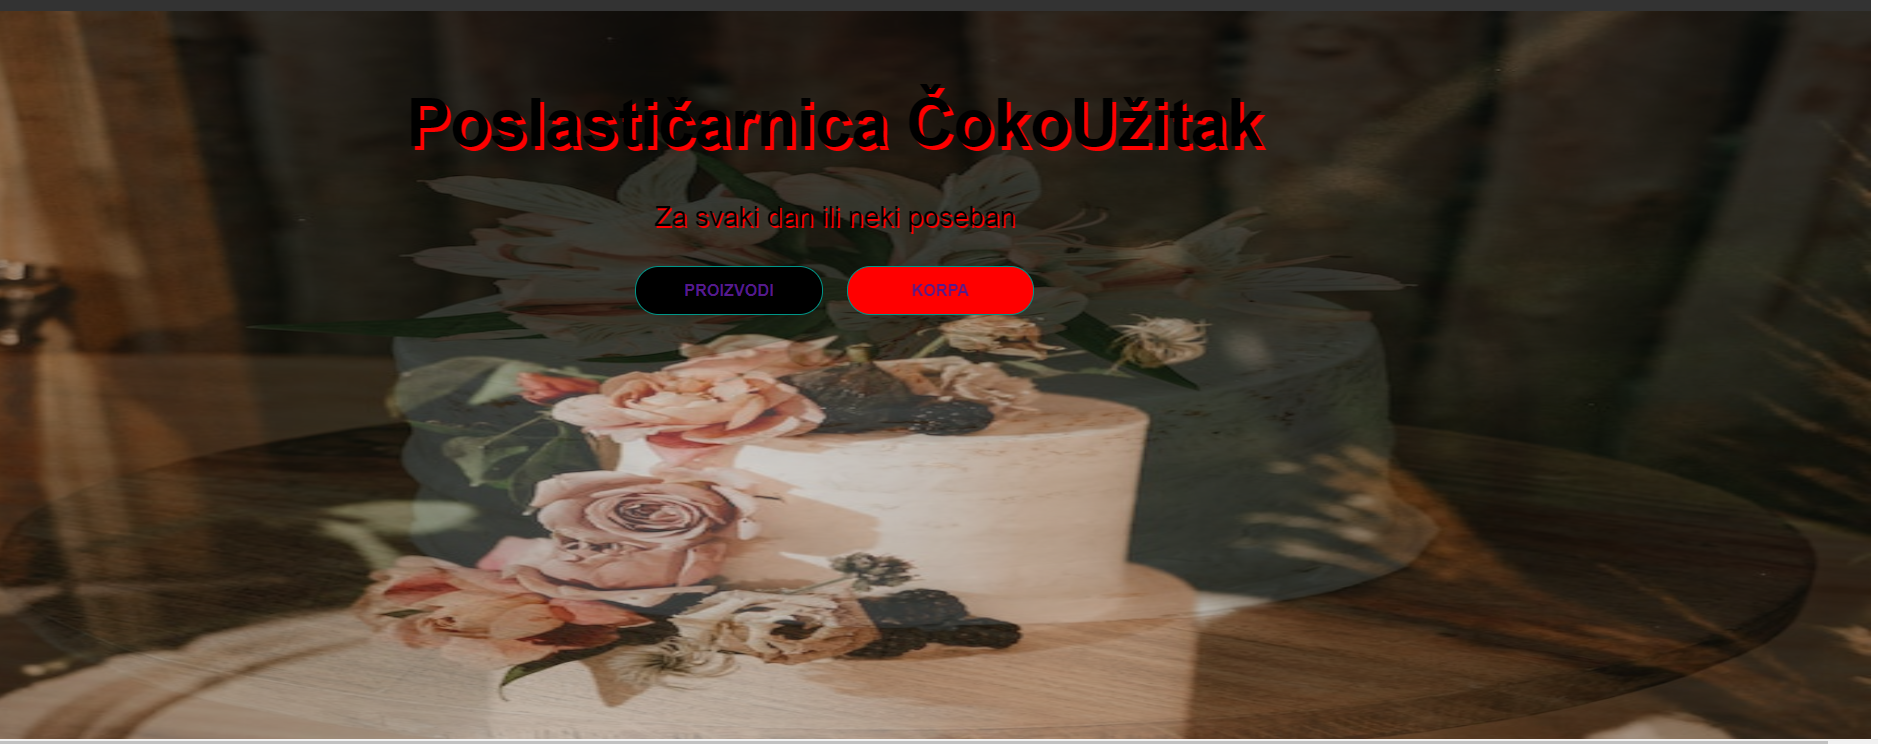 Poslastičarnica ČokoUžitak
Za svaki dan ili neki poseban
PROIZVODI
KORPA